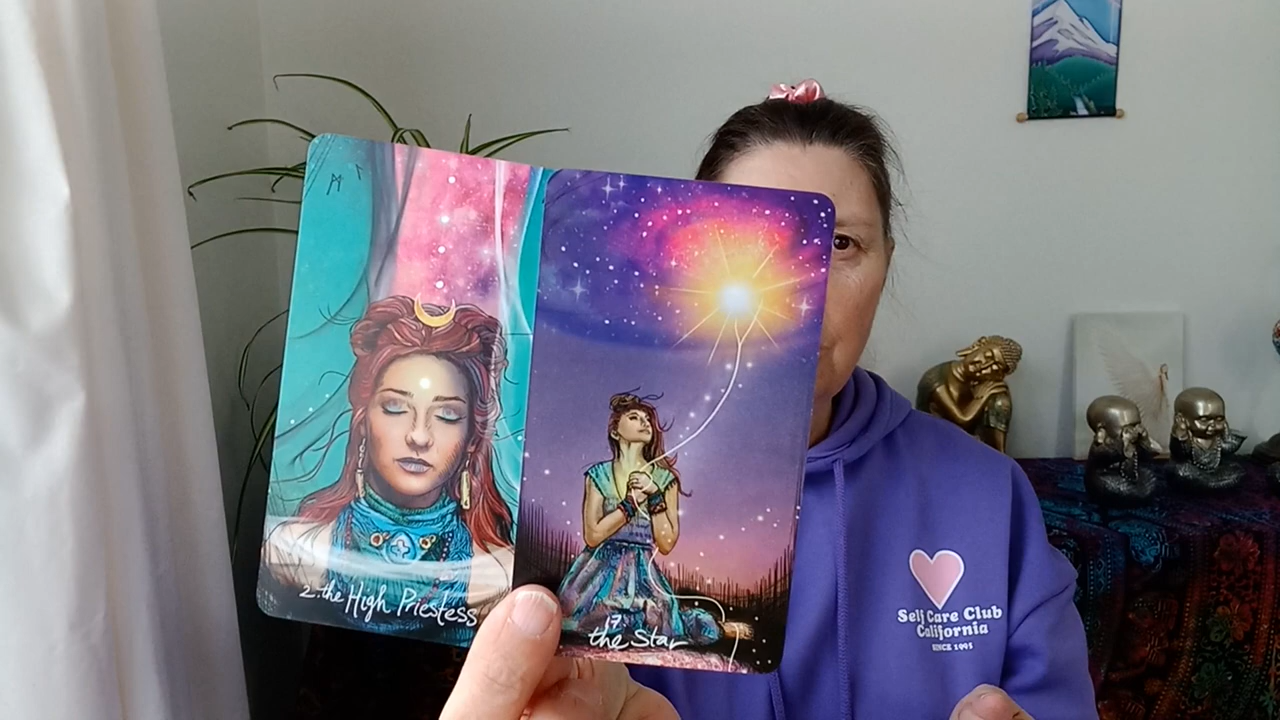 2. the High Priestess
17
the Star
Self Care Club
California
SINCE 1995